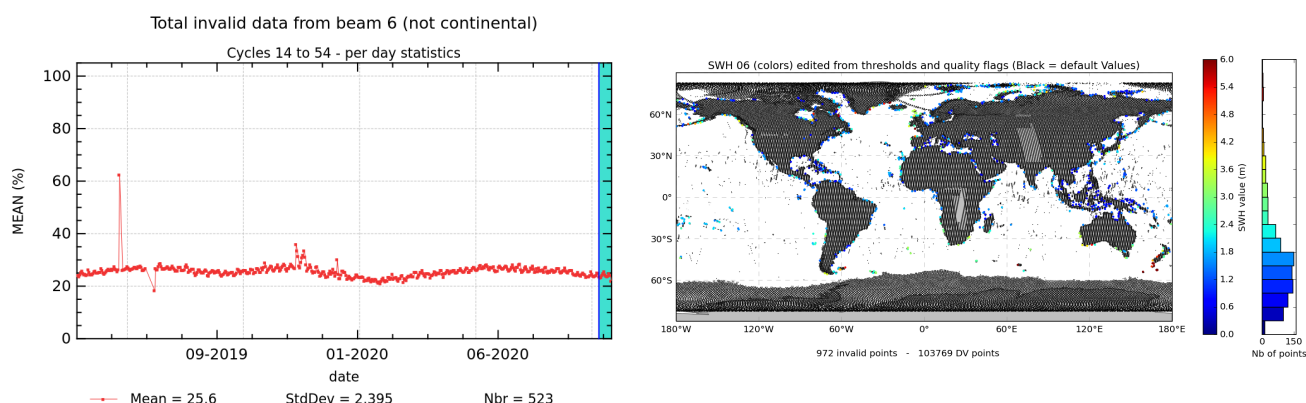 Total invalid data from beam 6 (not continental)
Cycles 14 to 54 - per day statistics
100
80
60
40
20
0
MEAN (%)
09-2019 01-2020 06-2020
date
Mean = 25.6 StdDev = 2.395 Nbr = 523
SWH 06 (colors) edited from thresholds and quality flags (Black = default Values)
60°N
30°N
0°
30°S
60°S
180°W 120°W 60°W 0° 60°E 120°E 180°E
972 invalid points - 103769 DV points
6.0
5.4
4.8
4.2
3.6
3.0
2.4
1.8
1.2
0.6
0.0
SWH value (m)
0 150
Nb of points